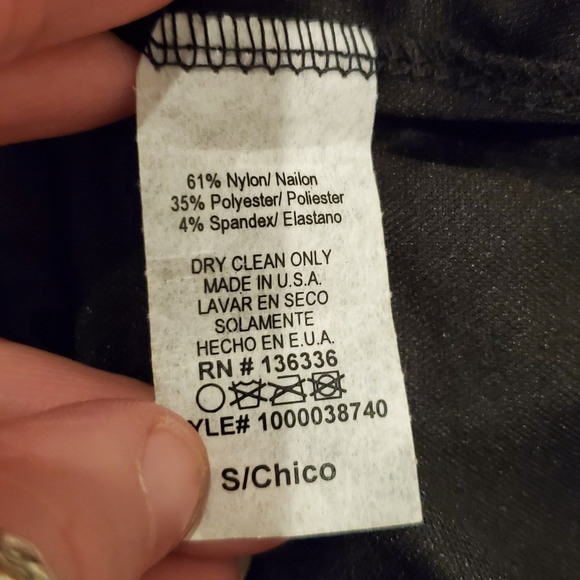 61% Nylon/ Nailon
35% Polyester/ Poliester
4% Spandex/ Elastano
DRY CLEAN ONLY
MADE IN U.S.A.
LAVAR EN SECO
SOLAMENTE
HECHO EN E.U.A.
RN # 136336
YLE# 1000038740
S/Chico